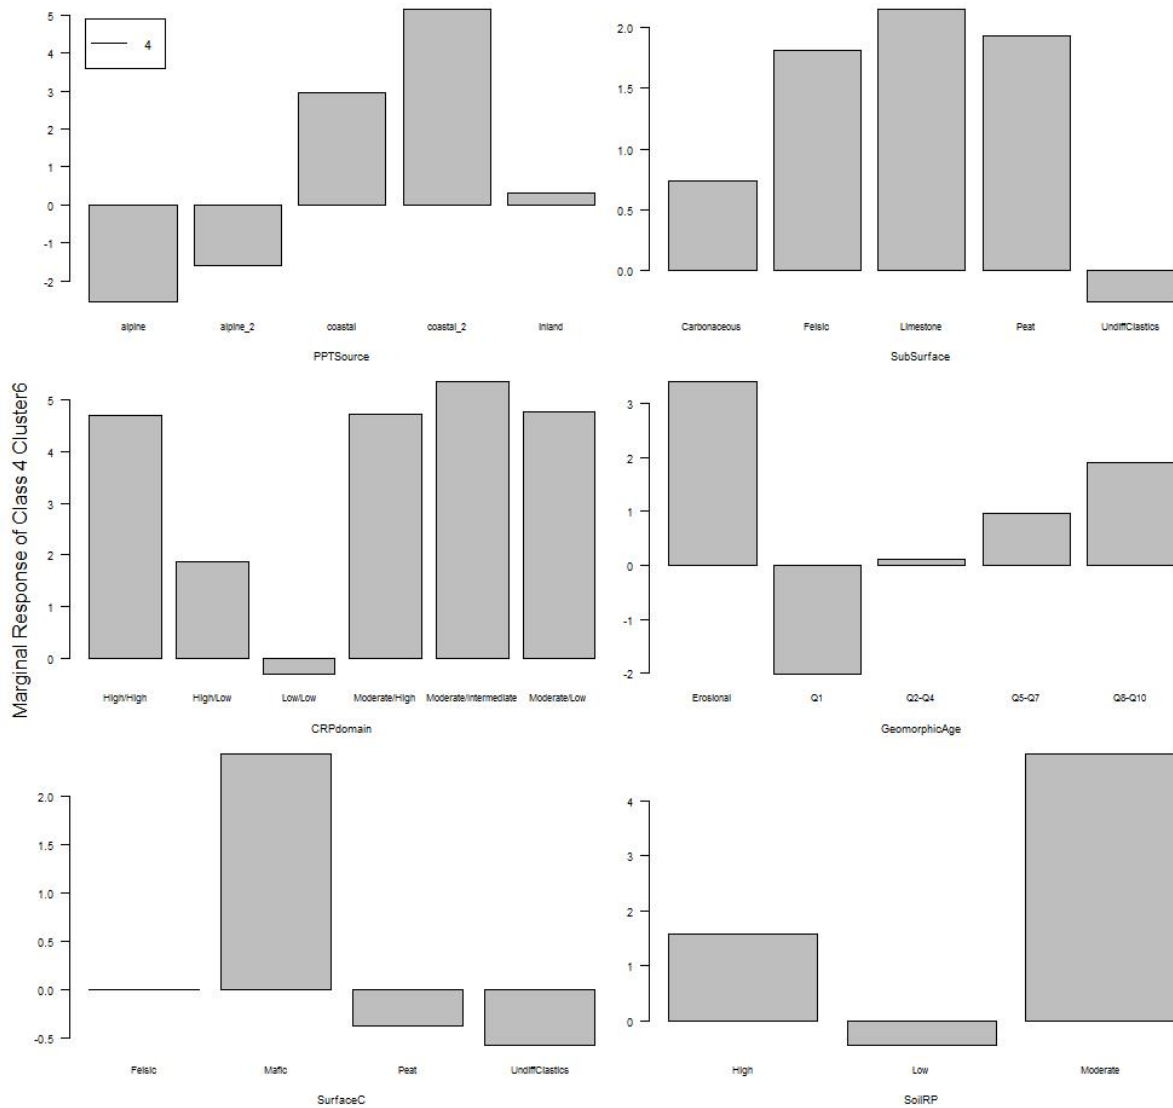 Marginal Response of Class 4 Cluster6
5
4
3
2
1
0
-1
-2
4
alpine alpine_2 coastal coastal_2 Inland
PPTSource
2.0
1.5
1.0
0.5
0.0
Carbonaceous Felsic Limestone Peat UndiffClastics
SubSurface
5
4
3
2
1
0
High/High High/Low Low/Low Moderate/High Moderate/Intermediate Moderate/Low
CRPdomain
3
2
1
0
-1
-2
Erosional Q1 Q2-Q4 Q5-Q7 Q8-Q10
GeomorphicAge
2.0
1.5
1.0
0.5
0.0
-0.5
Felsic Mafic Peat UndiffClastics
SurfaceC
4
3
2
1
0
High Low Moderate
SoilRP